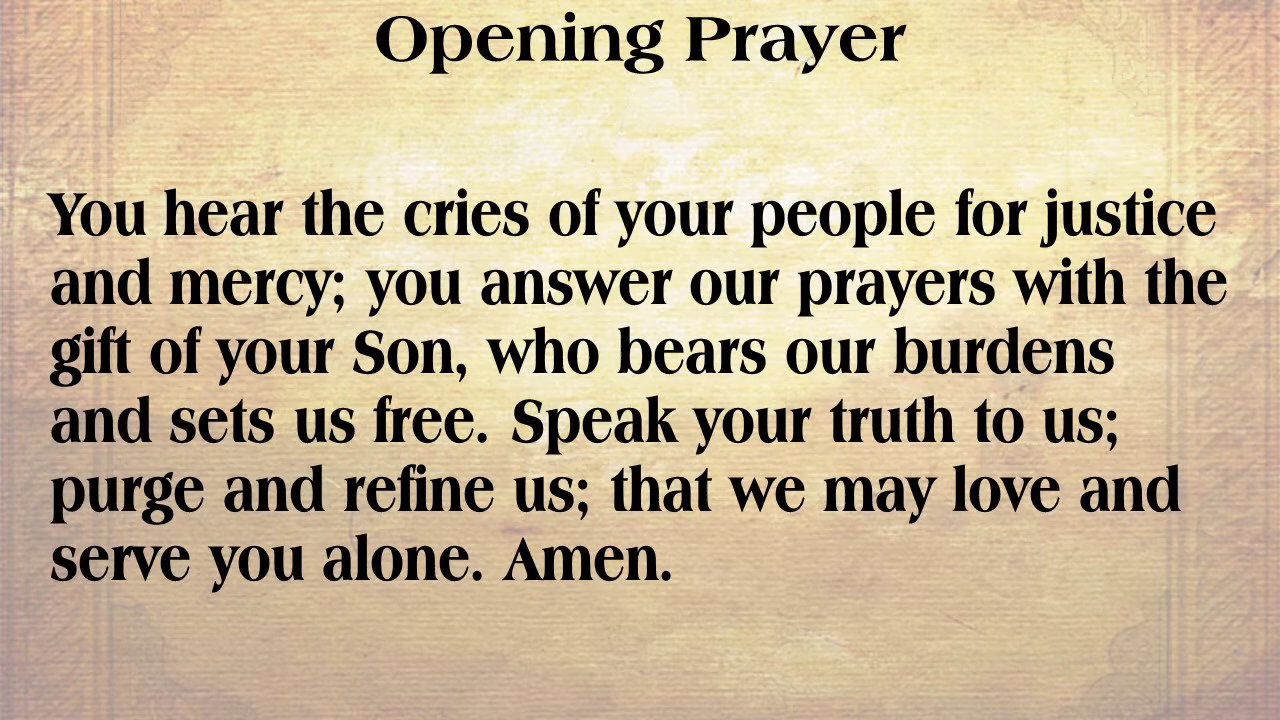 Opening Prayer
You hear the cries of your people for justice
and mercy; you answer our prayers with the
gift of your Son, who bears our burdens
and sets us free. Speak your truth to us;
purge and refine us; that we may love and
serve you alone. Amen.